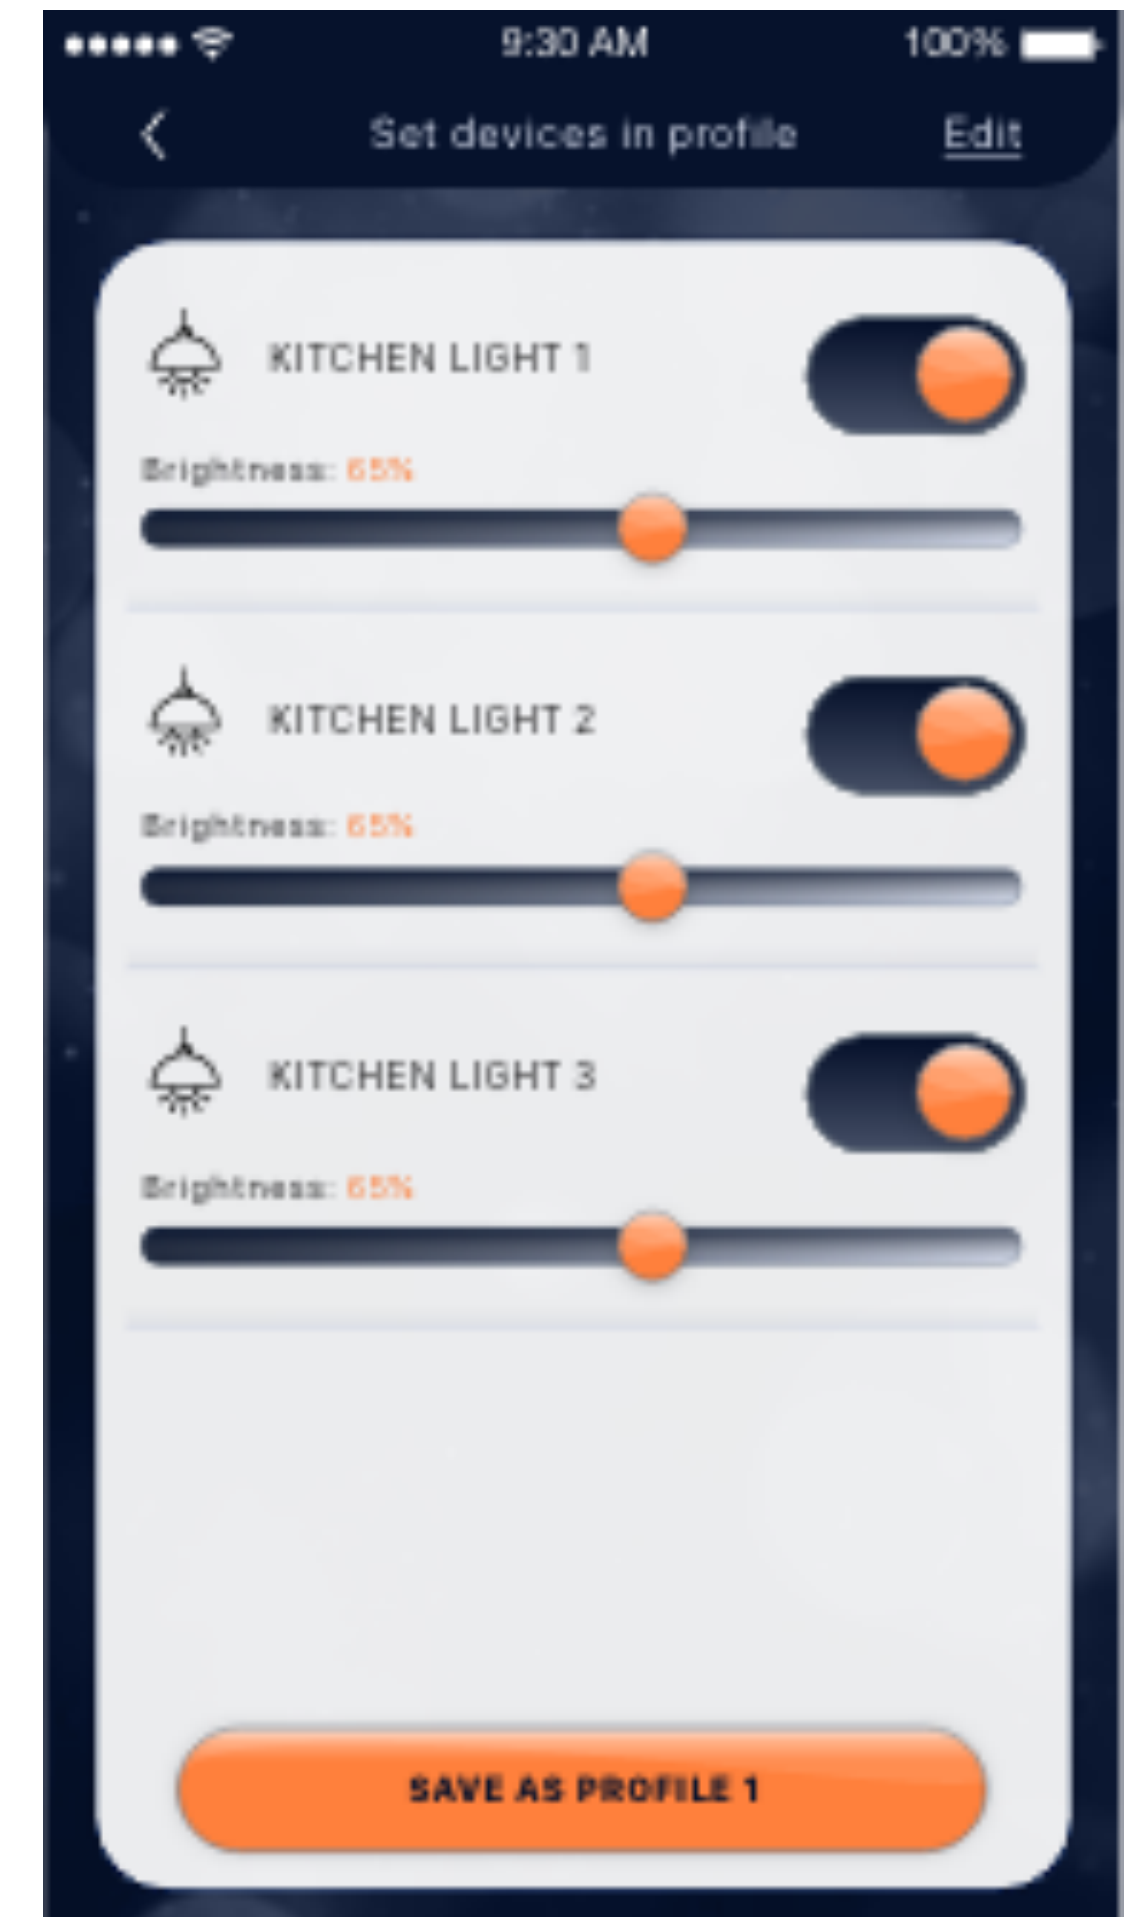 9:30 AM 100%
Set devices in profile Edit
KITCHEN LIGHT 1
Brightness: 65%
KITCHEN LIGHT 2
Brightness: 65%
KITCHEN LIGHT 3
Brightness: 65%
SAVE AS PROFILE 1